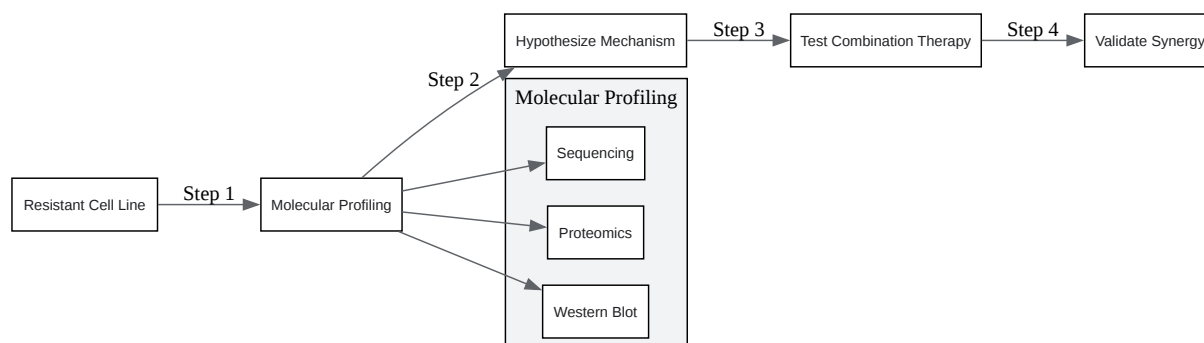 Hypothesize Mechanism
Step 3
Test Combination Therapy
Step 4
Validate Synergy
Step 2
Molecular Profiling
Sequencing
Resistant Cell Line
Step 1
Molecular Profiling
Proteomics
Western Blot